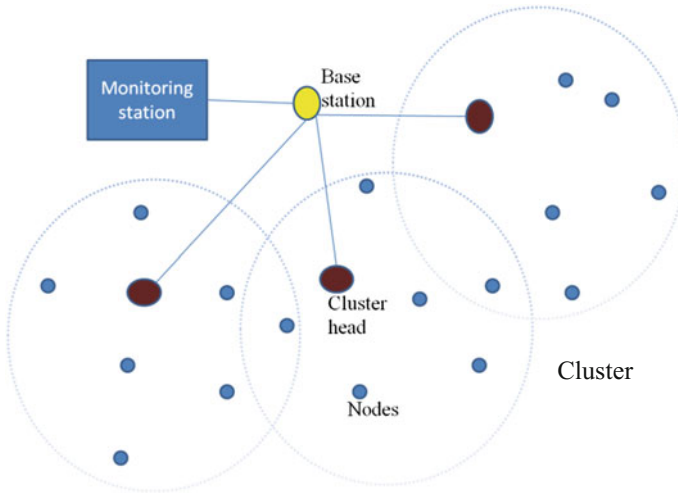 Monitoring
station
Base
station
Cluster
head
Cluster
Nodes